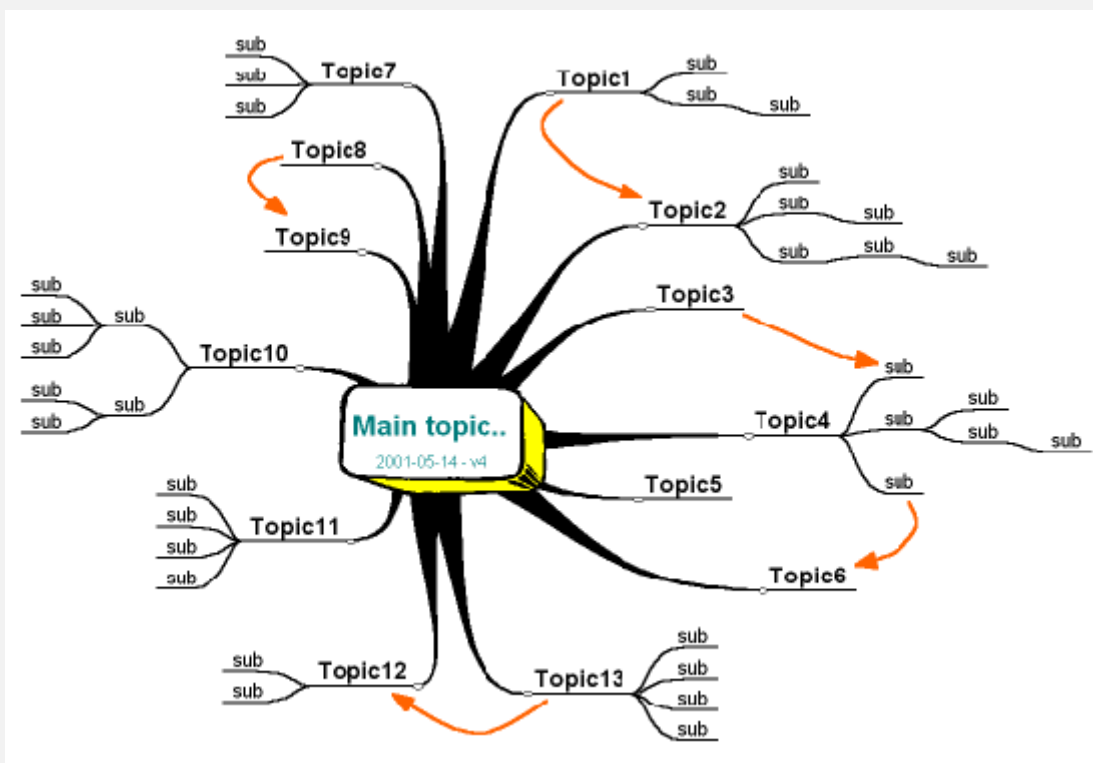 sub
Topic7
sub
sub
Topic1
sub
sub
sub
Topic8
Topic2
sub
sub
sub
sub
sub
sub
Topic9
Topic3
sub
sub
sub
sub
Topic10
sub
sub
sub
Main topic..
2001-05-14 - v4
Topic4
sub
sub
sub
sub
sub
sub
Topic5
sub
sub
sub
sub
Topic11
Topic6
sub
sub
Topic12
Topic13
sub
sub
sub
sub